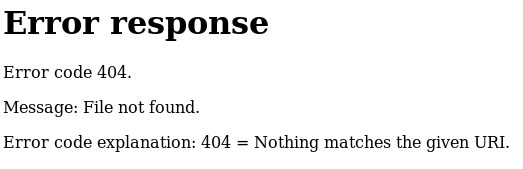 Error response
Error code 404.
Message: File not found.
Error code explanation: 404 = Nothing matches the given URI.